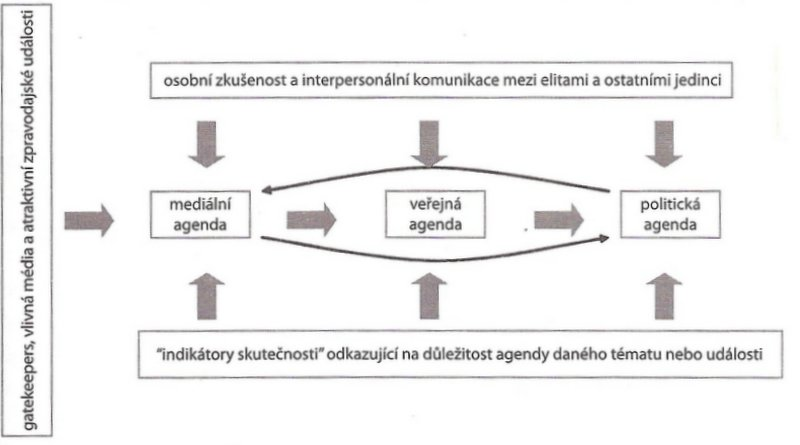 gatekeepers, vlivná média a atraktivní zpravodajské události
osobní zkušenost a interpersonální komunikace mezi elitami a ostatními jedinci
mediální
agenda
veřejná
agenda
politická
agenda
"indikátory skutečnosti" odkazující na důležitost agendy daného tématu nebo události